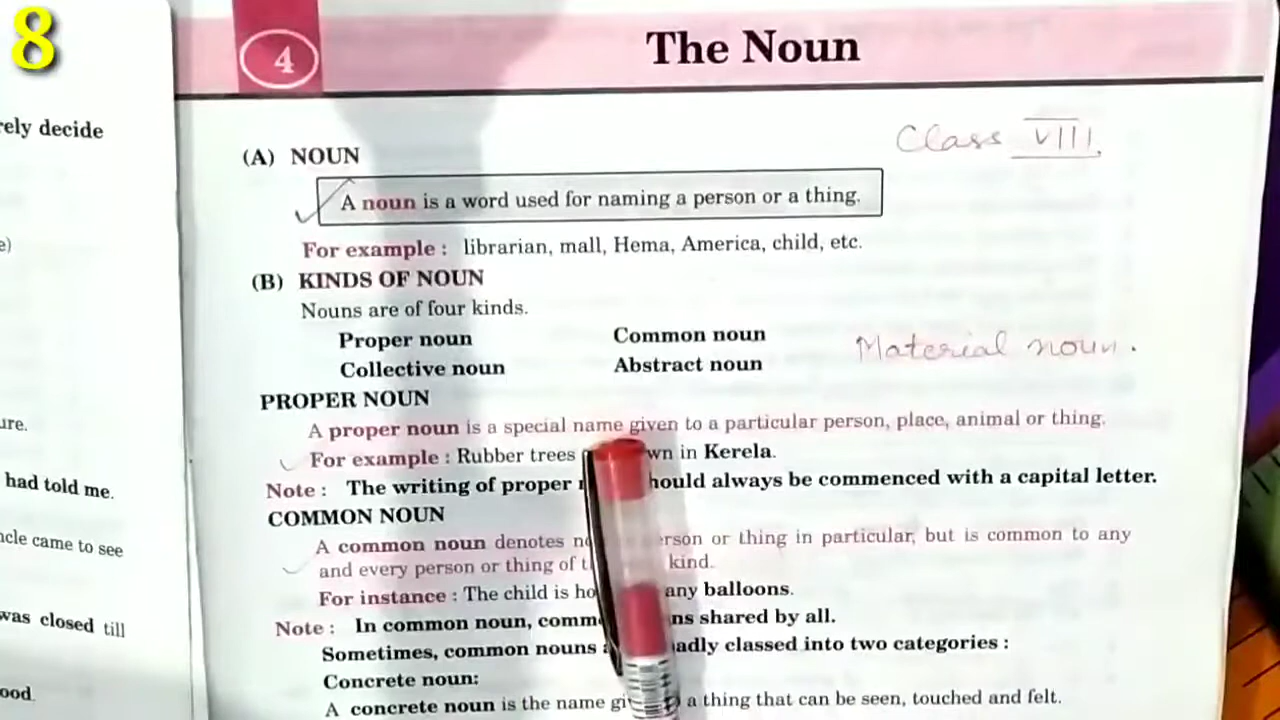 8
4
The Noun
rely decide
Class VIII.
(A) NOUN
A noun is a word used for naming a person or a thing.
e)
For example : librarian, mall, Hema, America, child, etc.
(B) KINDS OF NOUN
Nouns are of four kinds.
Proper noun Common noun
Material noun.
Collective noun Abstract noun
PROPER NOUN
ure.
A proper noun is a special name given to a particular person, place, animal or thing.
For example : Rubber trees wn in Kerela.
had told me.
Note : The writing of proper hould always be commenced with a capital letter.
COMMON NOUN
ncle came to see
A common noun denotes erson or thing in particular, but is common to any
and every person or thing of kind.
For instance : The child is any balloons.
was closed till
Note : In common noun, shared by all.
Sometimes, common nouns adly classed into two categories :
Concrete noun:
ood.
A concrete noun is the name a thing that can be seen, touched and felt.